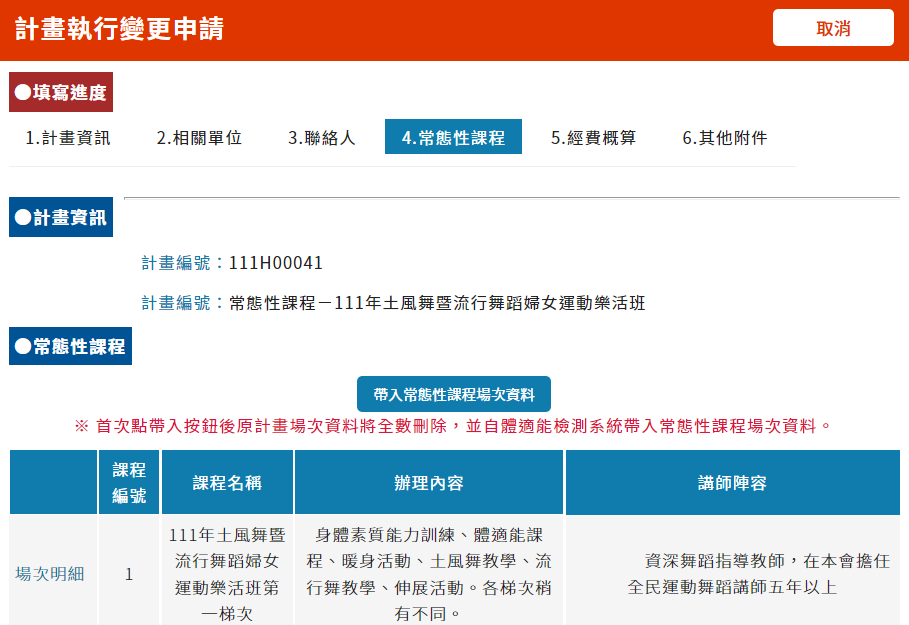 計畫執行變更申請
取消
●填寫進度
1.計畫資訊 2.相關單位 3.聯絡人 4.常態性課程 5.經費概算 6.其他附件
●計畫資訊
計畫編號：111H00041
計畫編號：常態性課程－111年土風舞暨流行舞蹈婦女運動樂活班
●常態性課程
帶入常態性課程場次資料
※ 首次點帶入按鈕後原計畫場次資料將全數刪除，並自體適能檢測系統帶入常態性課程場次資料。
課程
編號
課程名稱
辦理內容
講師陣容
場次明細
1
111年土風舞暨
流行舞蹈婦女
運動樂活班第
一梯次
身體素質能力訓練、體適能課
程、暖身活動、土風舞教學、流
行舞教學、伸展活動。各梯次稍
有不同。
資深舞蹈指導教師，在本會擔任
全民運動舞蹈講師五年以上